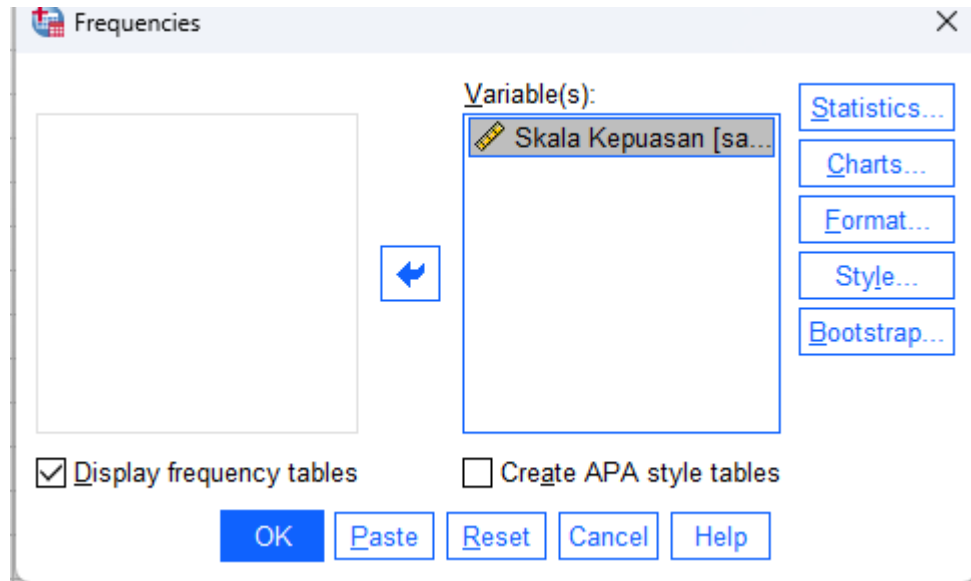 Frequencies
Variable(s):
Skala Kepuasan [sa...
Statistics...
Charts...
Format...
Style...
Bootstrap...
Display frequency tables
Create APA style tables
OK
Paste
Reset
Cancel
Help